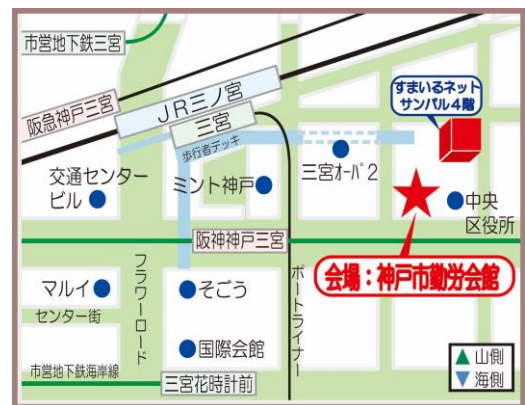 市営地下鉄三宮
阪急神戸三宮
JR三ノ宮
三宮
歩行者デッキ
すまいるネット
サンパル4階
交通センター
ビル
ミント神戸
三宮オーパ2
中央
区役所
阪神神戸三宮
会場:神戸市勤労会館
マルイ
センター街
フラワーロード
そごう
ポートライナー
国際会館
市営地下鉄海岸線
三宮花時計前
▲山側
▼海側